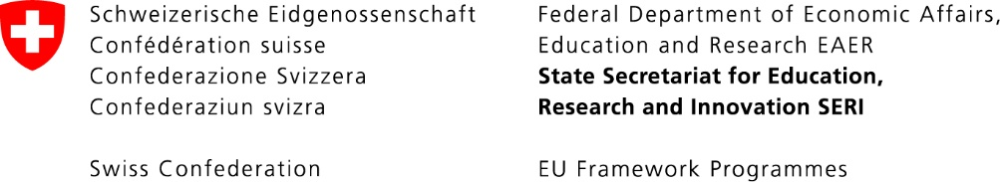 Schweizerische Eidgenossenschaft
Confédération suisse
Confederazione Svizzera
Confederaziun svizra
Swiss Confederation
Federal Department of Economic Affairs,
Education and Research EAER
State Secretariat for Education,
Research and Innovation SERI
EU Framework Programmes